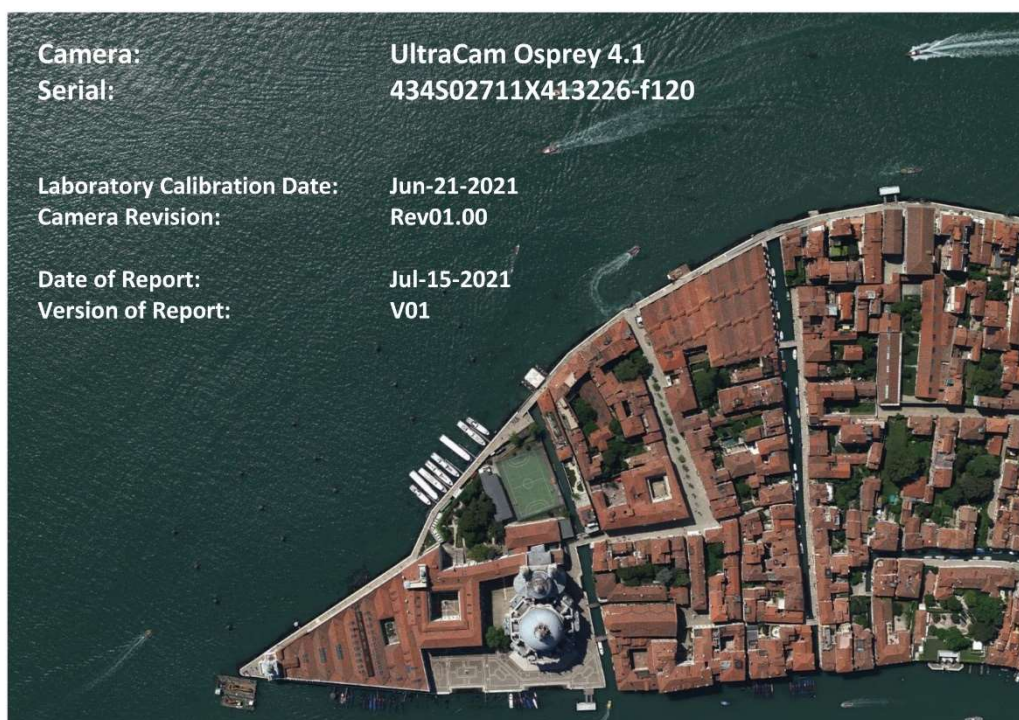 Camera: UltraCam Osprey 4.1
Serial: 434S02711X413226-f120
Laboratory Calibration Date: Jun-21-2021
Camera Revision: Rev01.00
Date of Report: Jul-15-2021
Version of Report: V01